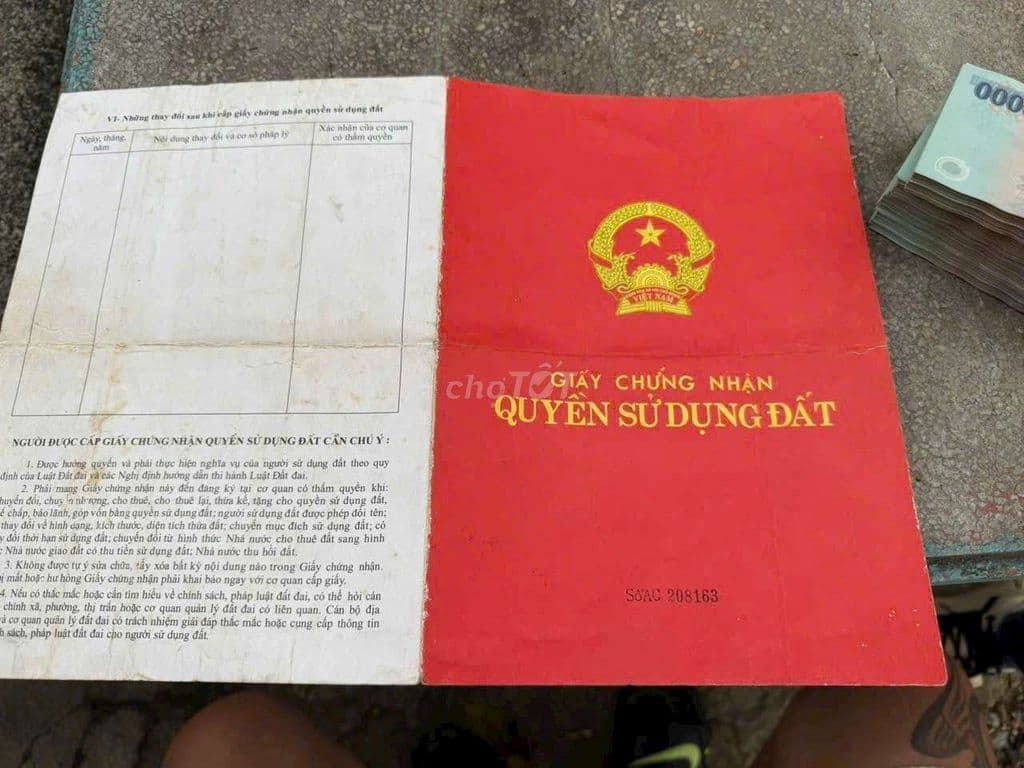 VI- Những thay đổi sau khi cấp giấy chứng nhận quyền sử dụng đất
Ngày, tháng, năm
Nội dung thay đổi và cơ sở pháp lý
Xác nhận của cơ quan có thẩm quyền
NGƯỜI ĐƯỢC CẤP GIẤY CHỨNG NHẬN QUYỀN SỬ DỤNG ĐẤT CẦN CHÚ Ý :
1. Được hưởng quyền và phải thực hiện nghĩa vụ của người sử dụng đất theo quy
định của Luật Đất đai và các Nghị định hướng dẫn thi hành Luật Đất đai.
2. Phải mang Giấy chứng nhận này đến đăng ký tại cơ quan có thẩm quyền khi:
chuyển đổi, chuyển nhượng, cho thuê, cho thuê lại, thừa kế, tặng cho quyền sử dụng đất,
chấp, bảo lãnh, góp vốn bằng quyền sử dụng đất; người sử dụng đất được phép đổi tên;
thay đổi về hình dạng, kích thước, diện tích thửa đất; chuyển mục đích sử dụng đất; có
đổi thời hạn sử dụng đất; chuyển đổi từ hình thức Nhà nước cho thuê đất sang hình
Nhà nước giao đất có thu tiền sử dụng đất; Nhà nước thu hồi đất.
3. Không được tự ý sửa chữa, tẩy xóa bất kỳ nội dung nào trong Giấy chứng nhận.
bị mất hoặc hư hỏng Giấy chứng nhận phải khai báo ngay với cơ quan cấp giấy.
4. Nếu có thắc mắc hoặc cần tìm hiểu về chính sách, pháp luật đất đai, có thể hỏi cán
chính xã, phường, thị trấn hoặc cơ quan quản lý đất đai có liên quan. Cán bộ địa
và cơ quan quản lý đất đai có trách nhiệm giải đáp thắc mắc hoặc cung cấp thông tin
sách, pháp luật đất đai cho người sử dụng đất.
VIỆT NAM
GIẤY CHỨNG NHẬN
QUYỀN SỬ DỤNG ĐẤT
Số AG 208163
choTỐT
000